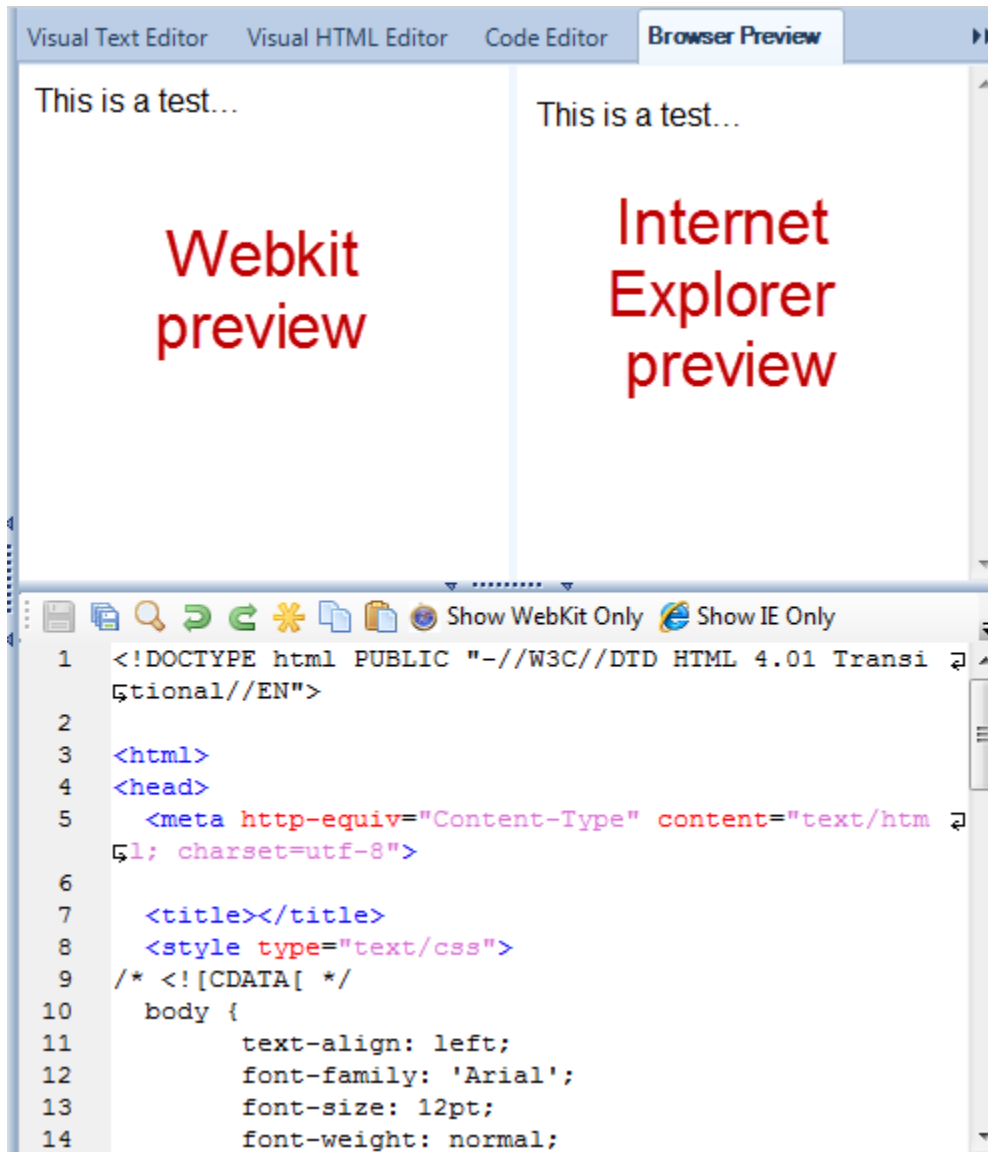 Visual Text Editor Visual HTML Editor Code Editor Browser Preview
This is a test...
Webkit
preview
This is a test...
Internet
Explorer
preview
Show WebKit Only Show IE Only
1 <!DOCTYPE html PUBLIC "-//W3C//DTD HTML 4.01 Transi
tional//EN">
2
3 <html>
4 <head>
5 <meta http-equiv="Content-Type" content="text/htm
l; charset=utf-8">
6
7 <title></title>
8 <style type="text/css">
9 /* <![CDATA[ */
10 body {
11 text-align: left;
12 font-family: 'Arial';
13 font-size: 12pt;
14 font-weight: normal;